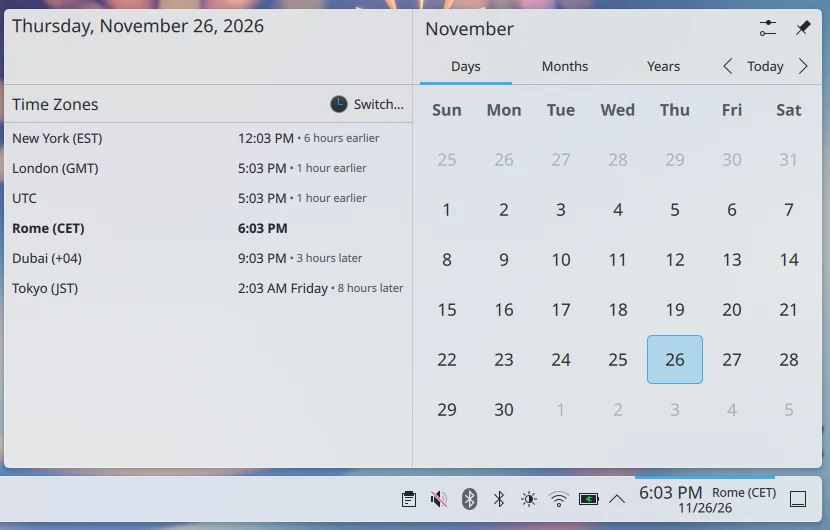 Thursday, November 26, 2026
Time Zones Switch...
New York (EST) 12:03 PM • 6 hours earlier
London (GMT) 5:03 PM • 1 hour earlier
UTC 5:03 PM • 1 hour earlier
Rome (CET) 6:03 PM
Dubai (+04) 9:03 PM • 3 hours later
Tokyo (JST) 2:03 AM Friday • 8 hours later
November
Days Months Years Today
Sun Mon Tue Wed Thu Fri Sat
25 26 27 28 29 30 31
1 2 3 4 5 6 7
8 9 10 11 12 13 14
15 16 17 18 19 20 21
22 23 24 25 26 27 28
29 30 1 2 3 4 5
6:03 PM Rome (CET)
11/26/26